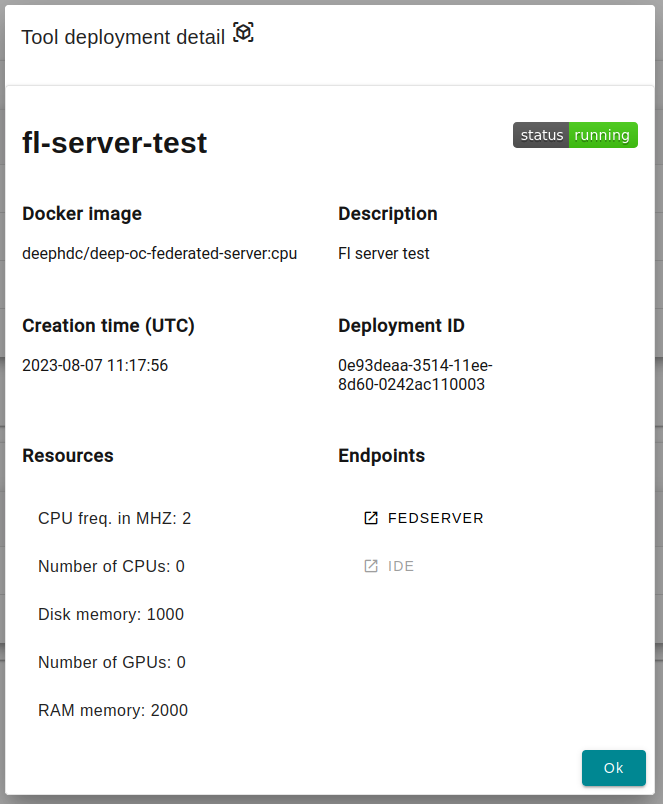 Tool deployment detail
fl-server-test
status running
Docker image
deephdc/deep-oc-federated-server:cpu
Description
Fl server test
Creation time (UTC)
2023-08-07 11:17:56
Deployment ID
0e93deaa-3514-11ee-
8d60-0242ac110003
Resources
CPU freq. in MHZ: 2
Number of CPUs: 0
Disk memory: 1000
Number of GPUs: 0
RAM memory: 2000
Endpoints
FEDSERVER
IDE
Ok